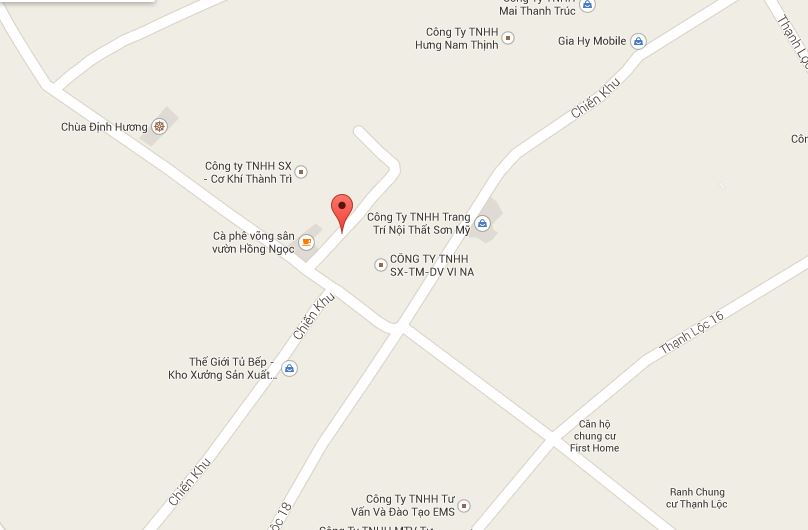 Mai Thanh Trúc
Công Ty TNHH
Hưng Nam Thịnh
Gia Hy Mobile
Thạnh Lộc
Chiến Khu
Chùa Định Hương
Công ty TNHH SX
- Cơ Khí Thành Trì
Công Ty TNHH Trang
Trí Nội Thất Sơn Mỹ
Cà phê võng sân
vườn Hồng Ngọc
CÔNG TY TNHH
SX-TM-DV VI NA
Chiến Khu
Thạnh Lộc 16
Thế Giới Tủ Bếp -
Kho Xưởng Sản Xuất...
Căn hộ
chung cư
First Home
Chiến Khu
Ranh Chung
cư Thạnh Lộc
Công Ty TNHH Tư
Vấn Và Đào Tạo EMS
Lộc 18